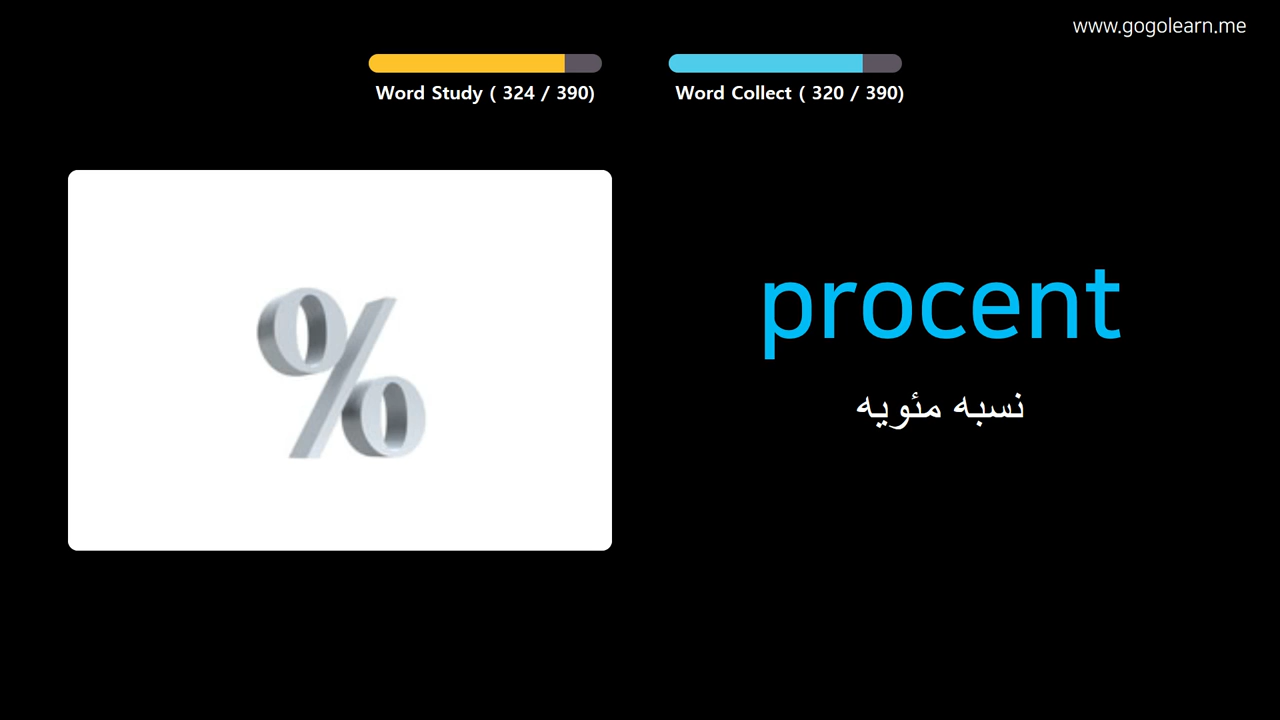 www.gogolearn.me
Word Study ( 324 / 390)
Word Collect ( 320 / 390)
%
procent
نسبه مئويه